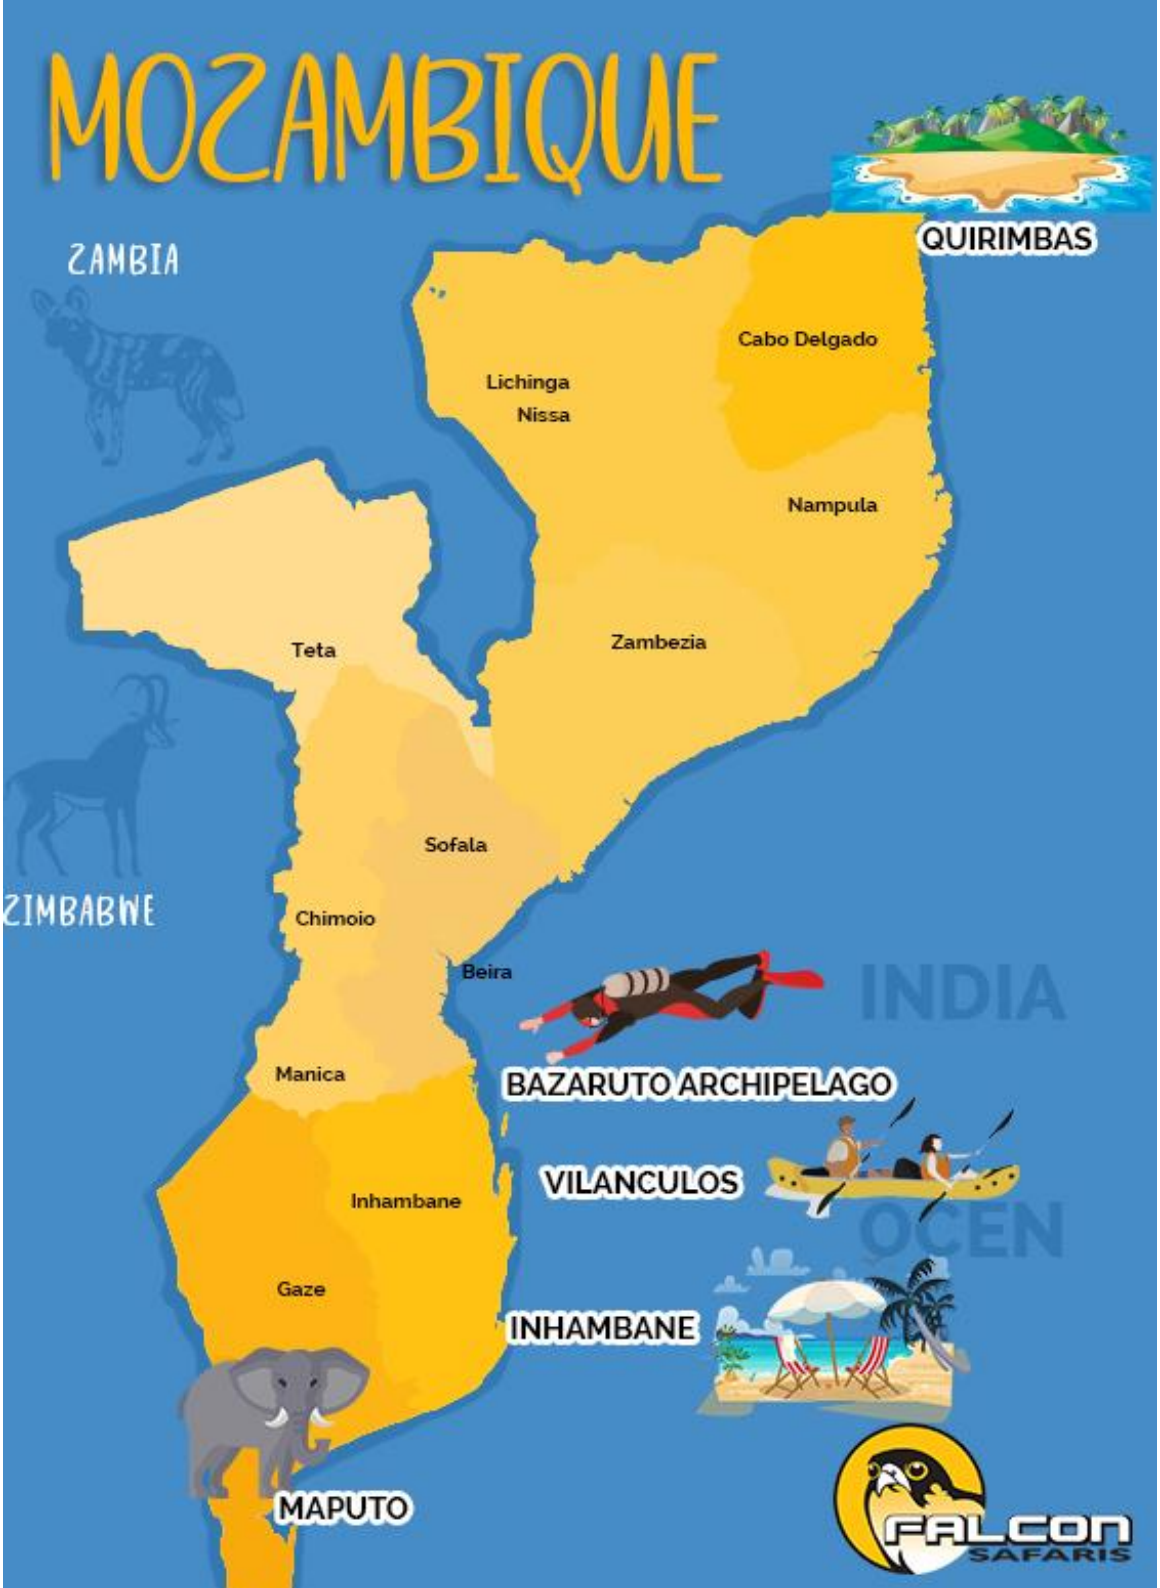 MOZAMBIQUE
QUIRIMBAS
ZAMBIA
Cabo Delgado
Lichinga
Nissa
Nampula
Zambezia
Teta
Sofala
ZIMBABWE
Chimoio
Beira
INDIA
Manica
BAZARUTO ARCHIPELAGO
VILANCULOS
Inhambane
OCEN
Gaze
INHAMBANE
MAPUTO
FALCON
SAFARIS